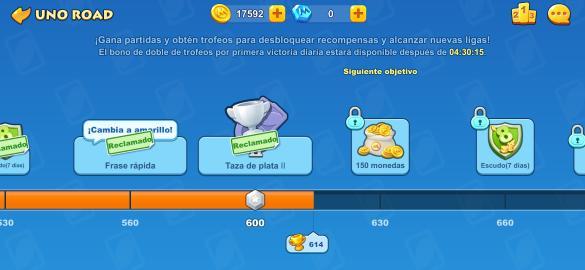 UNO ROAD
17592
0
¡Gana partidas y obtén trofeos para desbloquear recompensas y alcanzar nuevas ligas!
El bono de doble de trofeos por primera victoria diaria estará disponible después de 04:30:15.
Siguiente objetivo
¡Cambia a amarillo!
Reclamado
Reclamado
(7 días)
Frase rápida
Taza de plata II
150 monedas
Escudo(7 días)
530
560
600
630
660
614